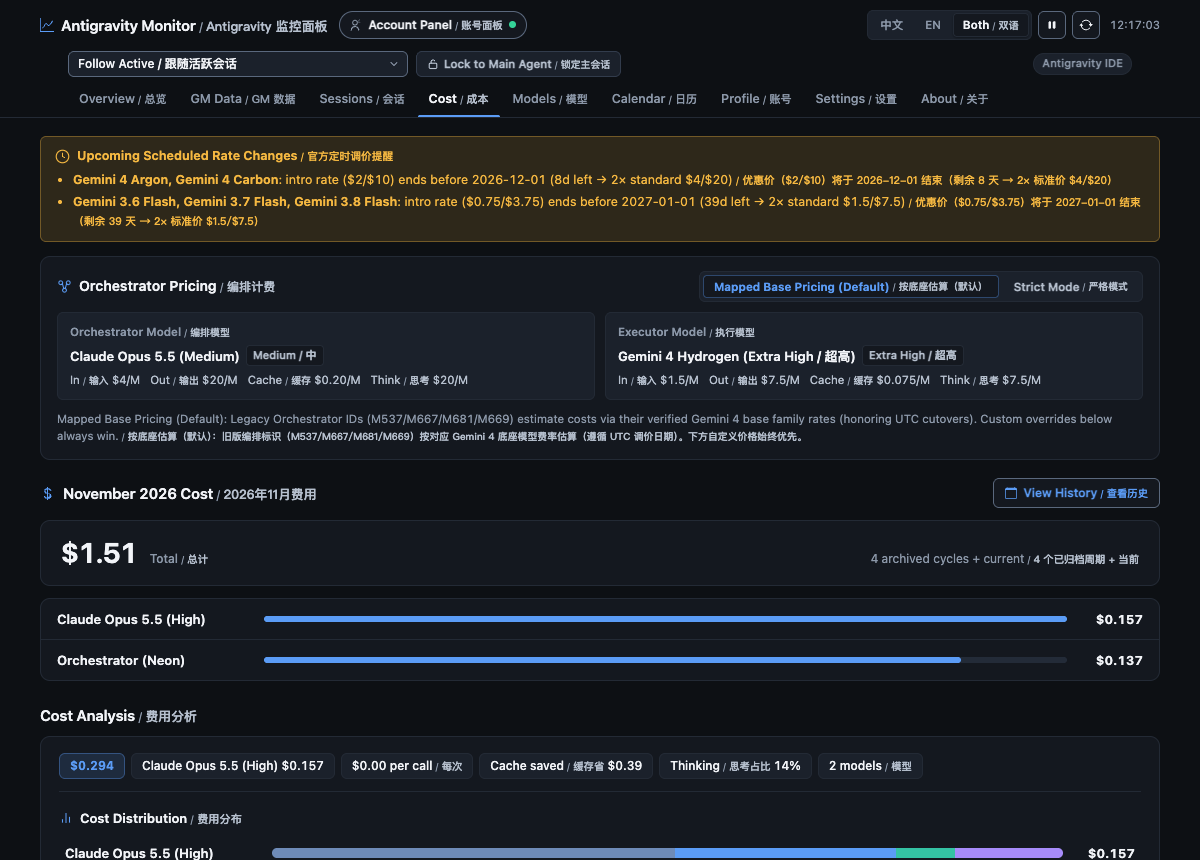 Antigravity Monitor / Antigravity 监控面板
Account Panel / 账号面板
中文 EN Both / 双语
12:17:03
Follow Active / 跟随活跃会话
Lock to Main Agent / 锁定主会话
Antigravity IDE
Overview / 总览 GM Data / GM 数据 Sessions / 会话 Cost / 成本 Models / 模型 Calendar / 日历 Profile / 账号 Settings / 设置 About / 关于
Upcoming Scheduled Rate Changes / 官方定时调价提醒
• Gemini 4 Argon, Gemini 4 Carbon: intro rate ($2/$10) ends before 2026-12-01 (8d left → 2× standard $4/$20) / 优惠价（$2/$10）将于 2026-12-01 结束（剩余 8 天 → 2× 标准价 $4/$20）
• Gemini 3.6 Flash, Gemini 3.7 Flash, Gemini 3.8 Flash: intro rate ($0.75/$3.75) ends before 2027-01-01 (39d left → 2× standard $1.5/$7.5) / 优惠价（$0.75/$3.75）将于 2027-01-01 结束
（剩余 39 天 → 2× 标准价 $1.5/$7.5）
Orchestrator Pricing / 编排计费
Mapped Base Pricing (Default) / 按底座估算（默认）
Strict Mode / 严格模式
Orchestrator Model / 编排模型
Claude Opus 5.5 (Medium) Medium / 中
In / 输入 $4/M Out / 输出 $20/M Cache / 缓存 $0.20/M Think / 思考 $20/M
Executor Model / 执行模型
Gemini 4 Hydrogen (Extra High / 超高) Extra High / 超高
In / 输入 $1.5/M Out / 输出 $7.5/M Cache / 缓存 $0.075/M Think / 思考 $7.5/M
Mapped Base Pricing (Default): Legacy Orchestrator IDs (M537/M667/M681/M669) estimate costs via their verified Gemini 4 base family rates (honoring UTC cutovers). Custom overrides below
always win. / 按底座估算（默认）：旧版编排标识（M537/M667/M681/M669）按对应 Gemini 4 底座模型费率估算（遵循 UTC 调价日期）。下方自定义价格始终优先。
$ November 2026 Cost / 2026年11月费用
View History / 查看历史
$1.51 Total / 总计
4 archived cycles + current / 4 个已归档周期 + 当前
Claude Opus 5.5 (High) $0.157
Orchestrator (Neon) $0.137
Cost Analysis / 费用分析
$0.294 Claude Opus 5.5 (High) $0.157 $0.00 per call / 每次 Cache saved / 缓存省 $0.39 Thinking / 思考占比 14% 2 models / 模型
Cost Distribution / 费用分布
Claude Opus 5.5 (High) $0.157